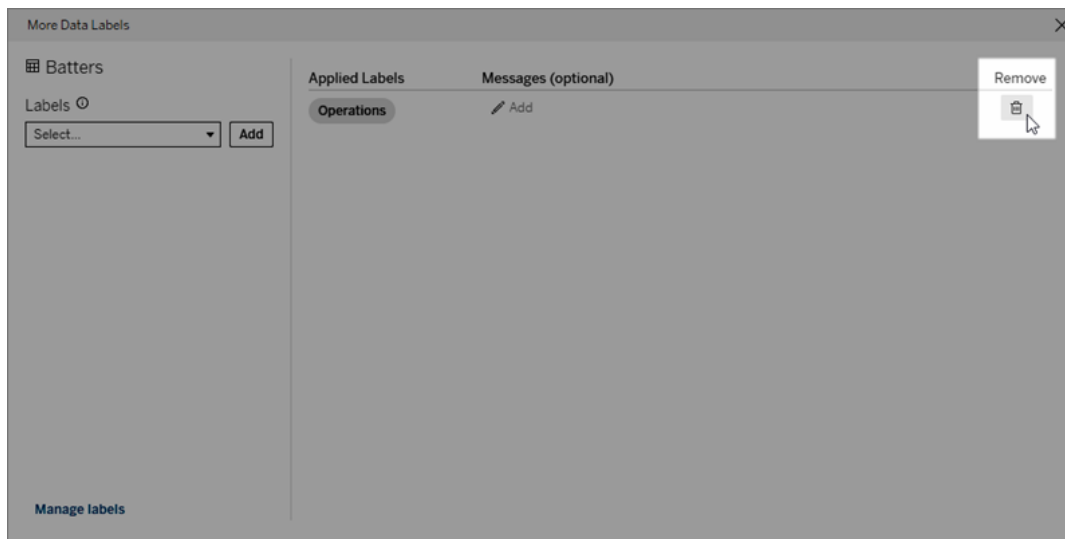 More Data Labels
Batters
Labels
Select...
Add
Manage labels
Applied Labels
Messages (optional)
Remove
Operations
Add